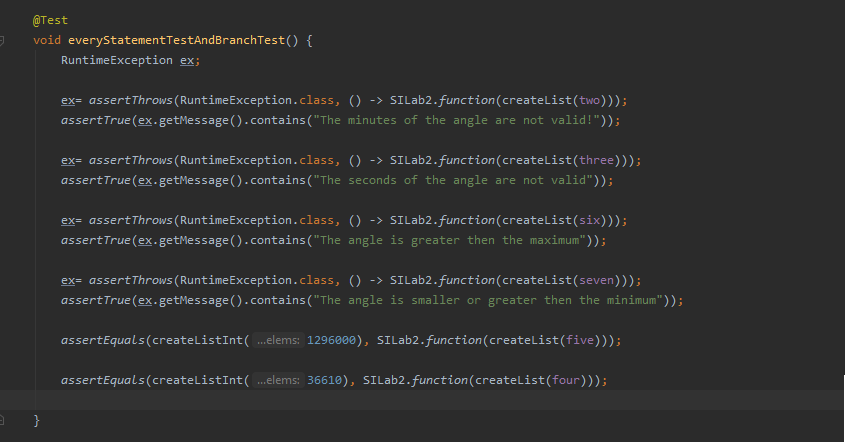 @Test
void everyStatementTestAndBranchTest() {
RuntimeException ex;
ex= assertThrows(RuntimeException.class, () -> SILab2.function(createList(two)));
assertTrue(ex.getMessage().contains("The minutes of the angle are not valid!"));
ex= assertThrows(RuntimeException.class, () -> SILab2.function(createList(three)));
assertTrue(ex.getMessage().contains("The seconds of the angle are not valid"));
ex= assertThrows(RuntimeException.class, () -> SILab2.function(createList(six)));
assertTrue(ex.getMessage().contains("The angle is greater then the maximum"));
ex= assertThrows(RuntimeException.class, () -> SILab2.function(createList(seven)));
assertTrue(ex.getMessage().contains("The angle is smaller or greater then the minimum"));
assertEquals(createListInt( ...elems: 1296000), SILab2.function(createList(five)));
assertEquals(createListInt( ...elems: 36610), SILab2.function(createList(four)));
}